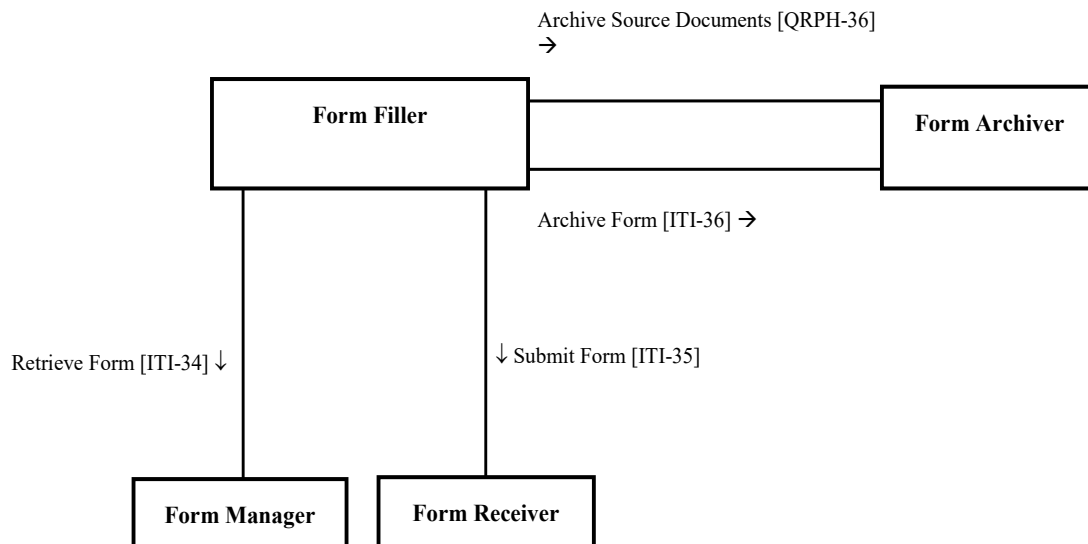 Archive Source Documents [QRPH-36]
→
Form Filler
Form Archiver
Archive Form [ITI-36] →
Retrieve Form [ITI-34] ↓
↓ Submit Form [ITI-35]
Form Manager
Form Receiver